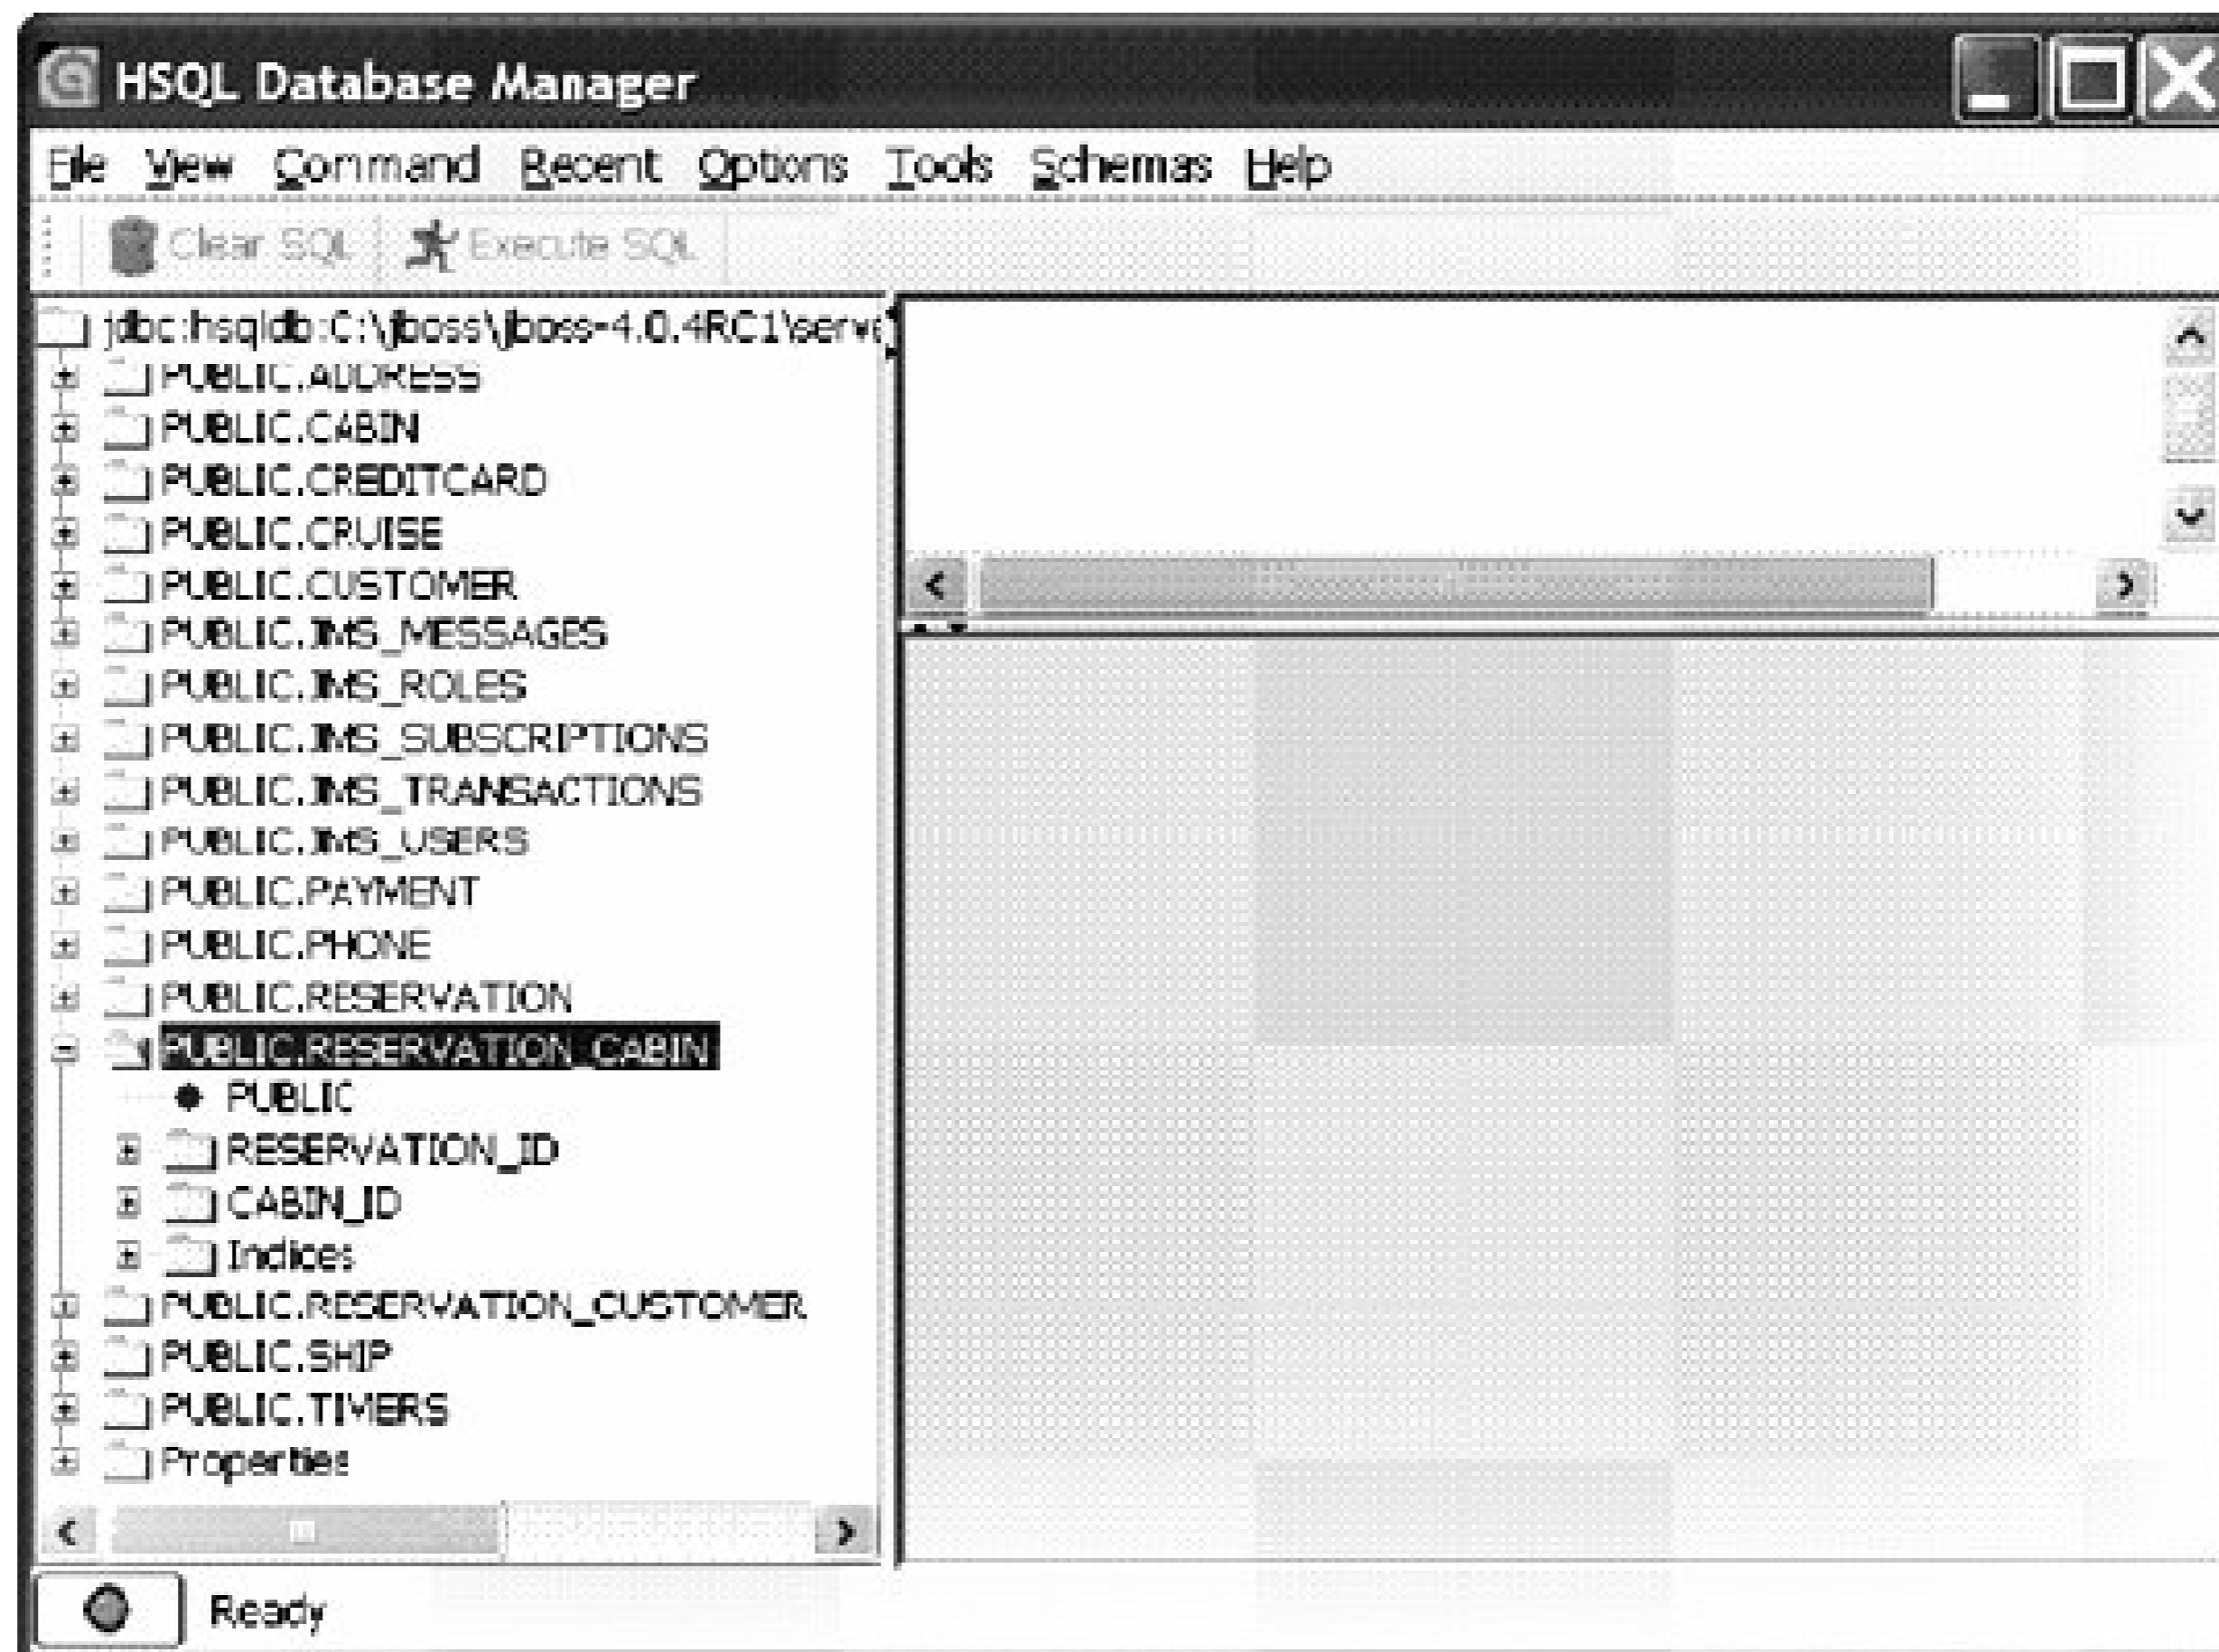 HSQL Database Manager
File View Command Recent Options Tools Schemas Help
Clear SQL Execute SQL
jdbc:hsqldb:C:\jboss\jboss-4.0.4RC1\serve
PUBLIC.ADDRESS
PUBLIC.CABIN
PUBLIC.CREDITCARD
PUBLIC.CRUISE
PUBLIC.CUSTOMER
PUBLIC.JMS_MESSAGES
PUBLIC.JMS_ROLES
PUBLIC.JMS_SUBSCRIPTIONS
PUBLIC.JMS_TRANSACTIONS
PUBLIC.JMS_USERS
PUBLIC.PAYMENT
PUBLIC.PHONE
PUBLIC.RESERVATION
PUBLIC.RESERVATION_CABIN
PUBLIC
RESERVATION_ID
CABIN_ID
Indices
PUBLIC.RESERVATION_CUSTOMER
PUBLIC.SHIP
PUBLIC.TIMERS
Properties
Ready